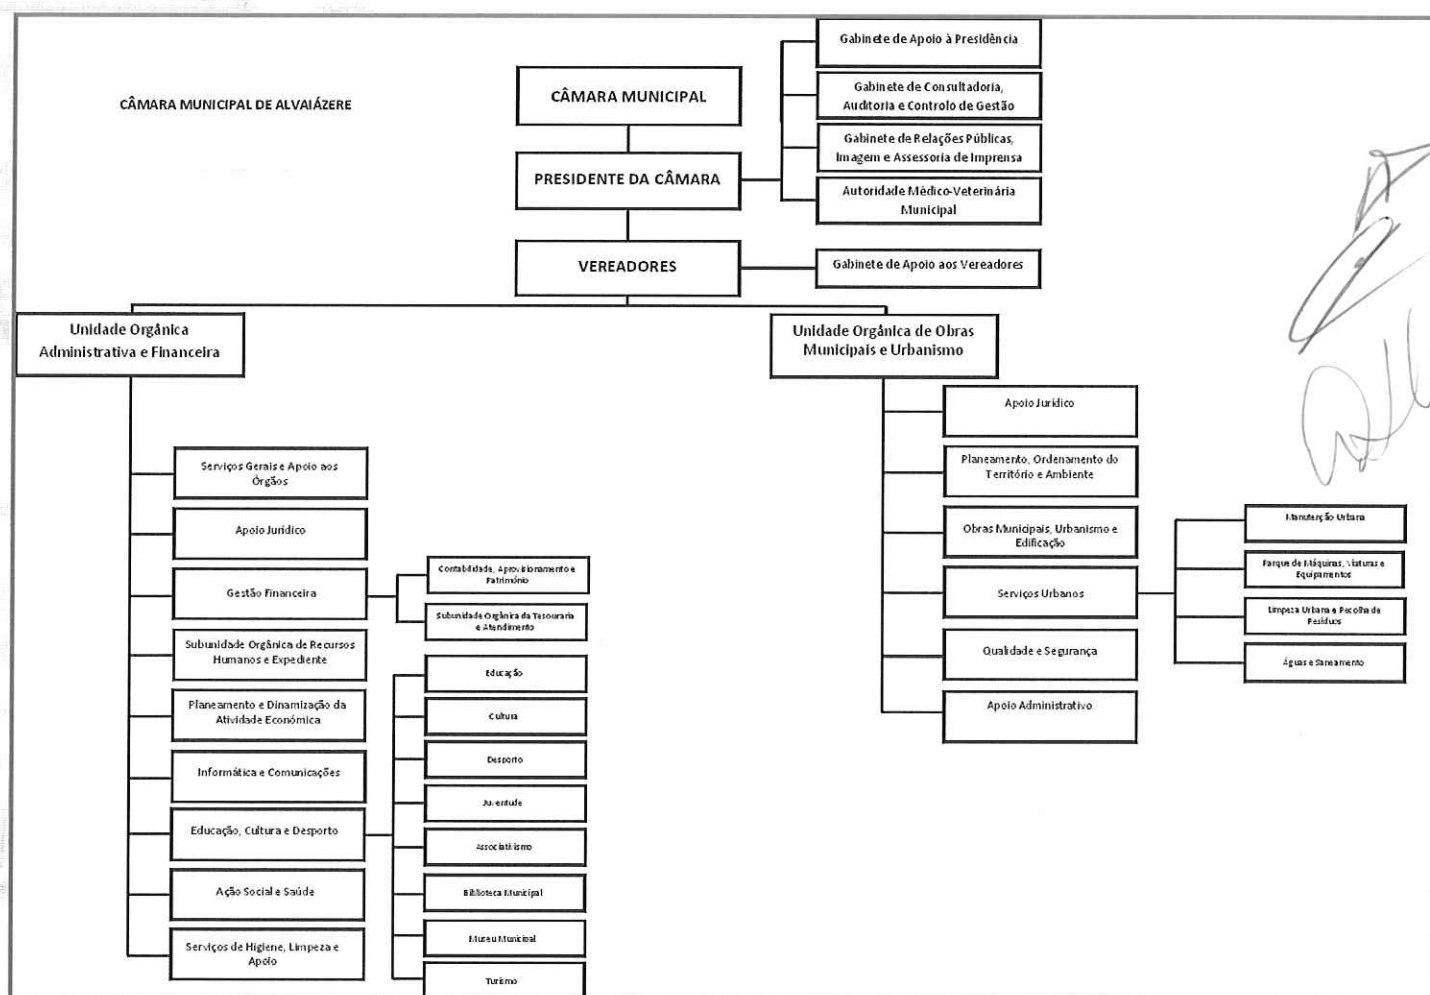 CÂMARA MUNICIPAL DE ALVAIÁZERE
CÂMARA MUNICIPAL
PRESIDENTE DA CÂMARA
VEREADORES
Gabinete de Apoio à Presidência
Gabinete de Consultadoria,
Auditoria e Controlo de Gestão
Gabinete de Relações Públicas,
Imagem e Assessoria de Imprensa
Autoridade Médico-Veterinária
Municipal
Gabinete de Apoio aos Vereadores
Unidade Orgânica
Administrativa e Financeira
Serviços Gerais e Apoio aos
Órgãos
Apoio Jurídico
Gestão Financeira
Contabilidade, Aprovisionamento e
Património
Subunidade Orgânica da Tesouraria
e Atendimento
Subunidade Orgânica de Recursos
Humanos e Expediente
Planeamento e Dinamização da
Atividade Económica
Informática e Comunicações
Educação, Cultura e Desporto
Educação
Cultura
Desporto
Juventude
Associativismo
Biblioteca Municipal
Museu Municipal
Turismo
Ação Social e Saúde
Serviços de Higiene, Limpeza e
Apoio
Unidade Orgânica de Obras
Municipais e Urbanismo
Apoio Jurídico
Planeamento, Ordenamento do
Território e Ambiente
Obras Municipais, Urbanismo e
Edificação
Serviços Urbanos
Manutenção Urbana
Parque de Máquinas, Viaturas e
Equipamentos
Limpeza Urbana e Recolha de
Resíduos
Águas e Saneamento
Qualidade e Segurança
Apoio Administrativo